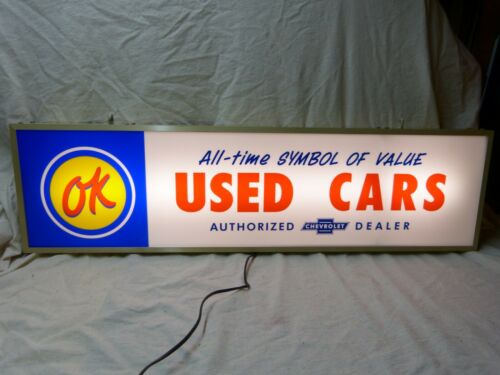 OK
All-time SYMBOL OF VALUE
USED CARS
AUTHORIZED CHEVROLET DEALER